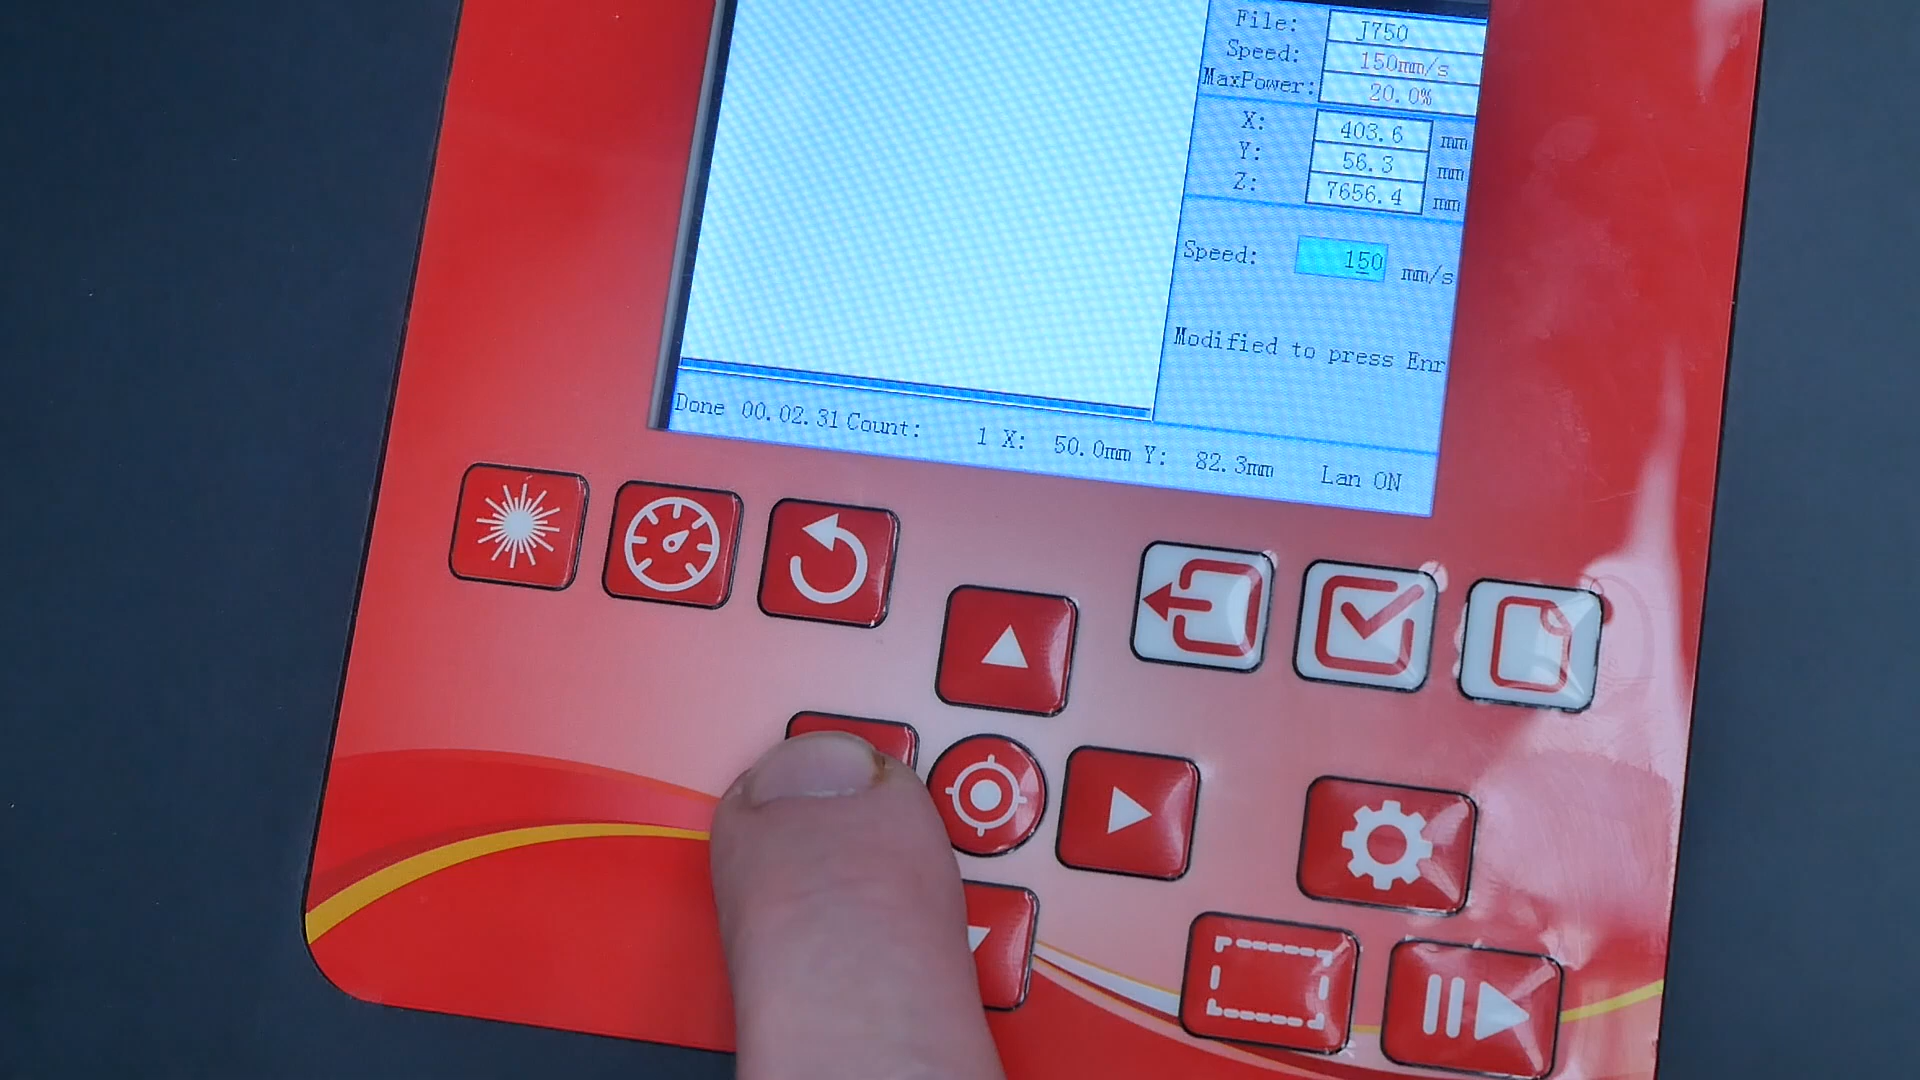 File: J750
Speed: 150mm/s
MaxPower: 20.0%
X: 403.6 mm
Y: 56.3 mm
Z: 7656.4 mm
Speed: 150 mm/s
Modified to press Enr
Done 00.02.31 Count: 1 X: 50.0mm Y: 82.3mm Lan ON